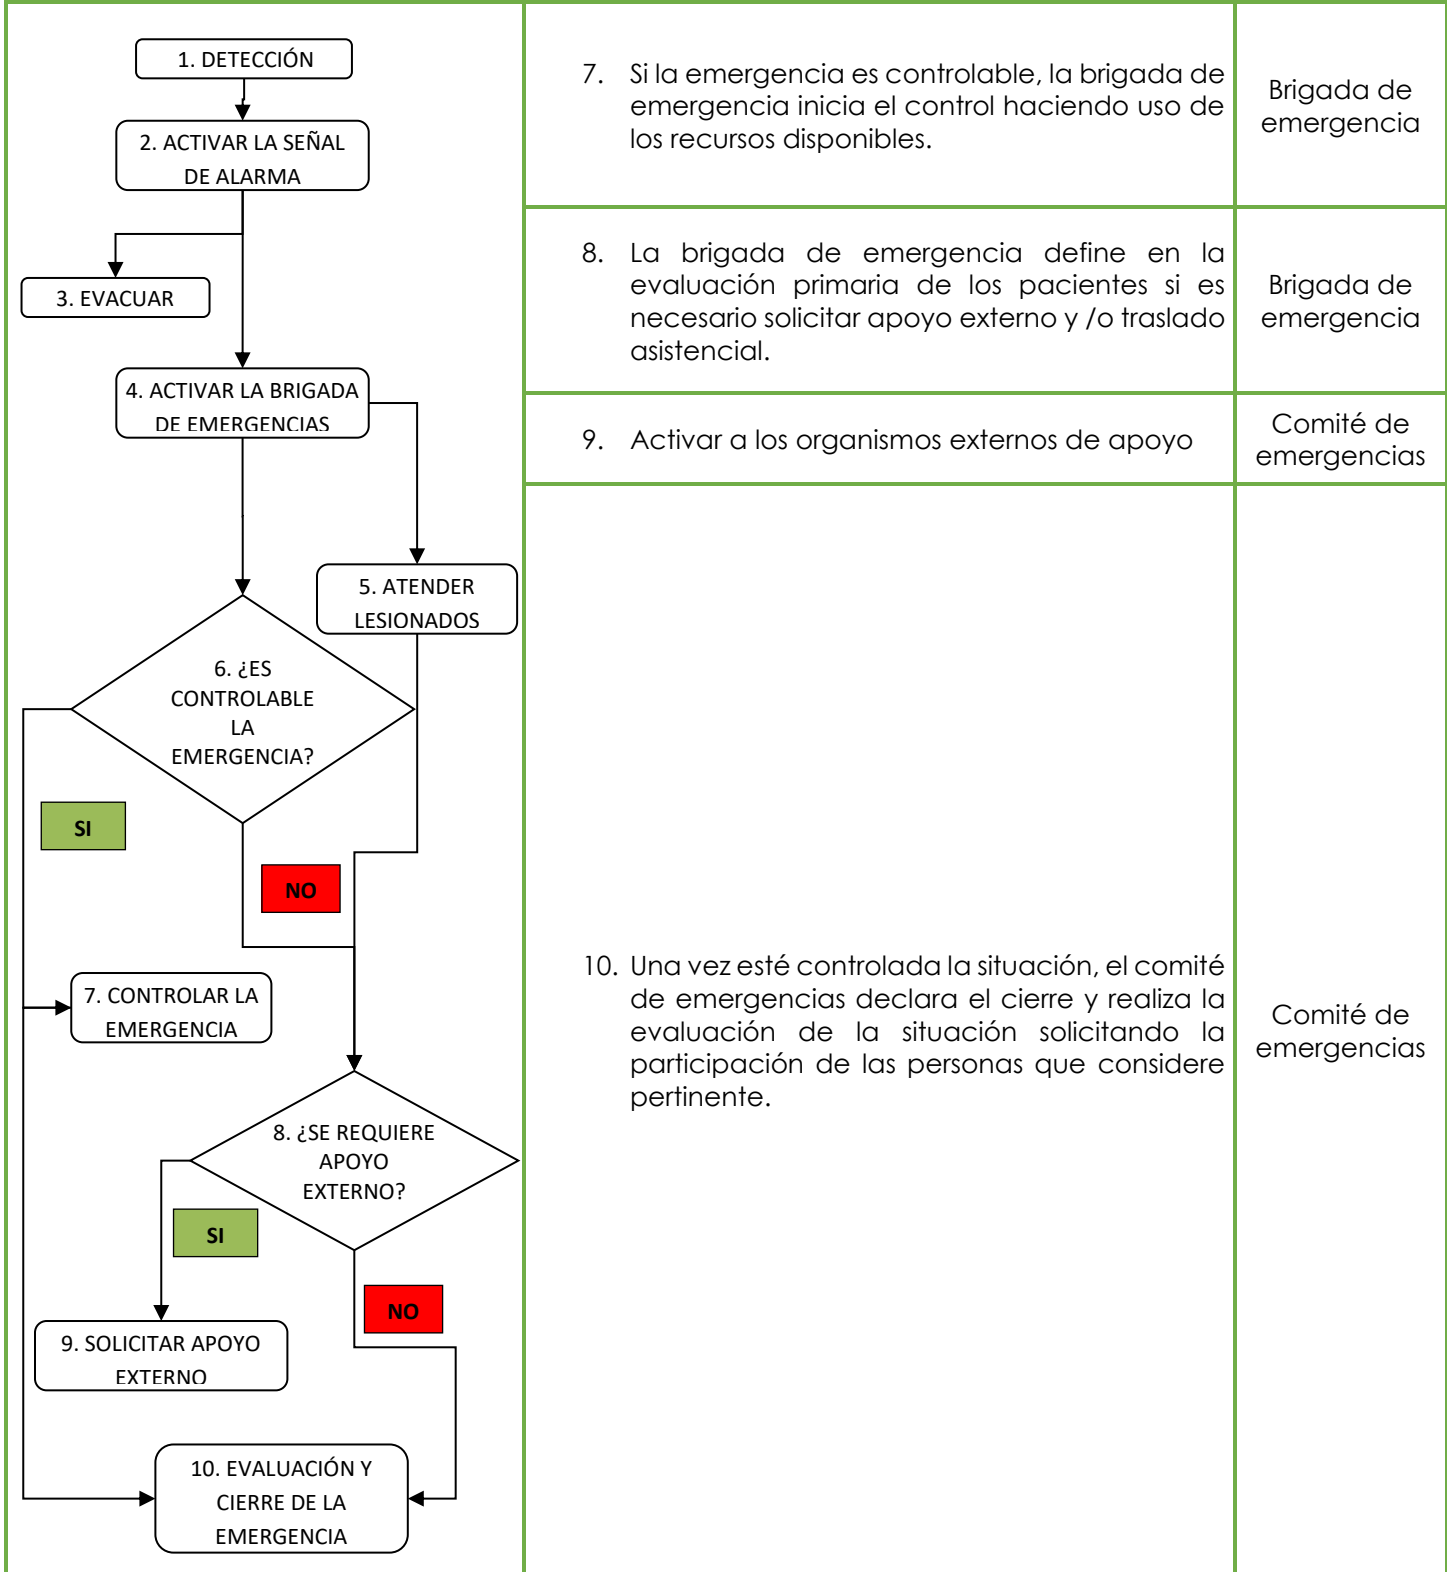 1. DETECCIÓN
2. ACTIVAR LA SEÑAL
DE ALARMA
3. EVACUAR
4. ACTIVAR LA BRIGADA
DE EMERGENCIAS
5. ATENDER
LESIONADOS
6. ¿ES
CONTROLABLE
LA
EMERGENCIA?
SI
NO
7. CONTROLAR LA
EMERGENCIA
8. ¿SE REQUIERE
APOYO
EXTERNO?
SI
NO
9. SOLICITAR APOYO
EXTERNO
10. EVALUACIÓN Y
CIERRE DE LA
EMERGENCIA
7. Si la emergencia es controlable, la brigada de
emergencia inicia el control haciendo uso de
los recursos disponibles.
Brigada de
emergencia
8. La brigada de emergencia define en la
evaluación primaria de los pacientes si es
necesario solicitar apoyo externo y /o traslado
asistencial.
Brigada de
emergencia
9. Activar a los organismos externos de apoyo
Comité de
emergencias
10. Una vez esté controlada la situación, el comité
de emergencias declara el cierre y realiza la
evaluación de la situación solicitando la
participación de las personas que considere
pertinente.
Comité de
emergencias